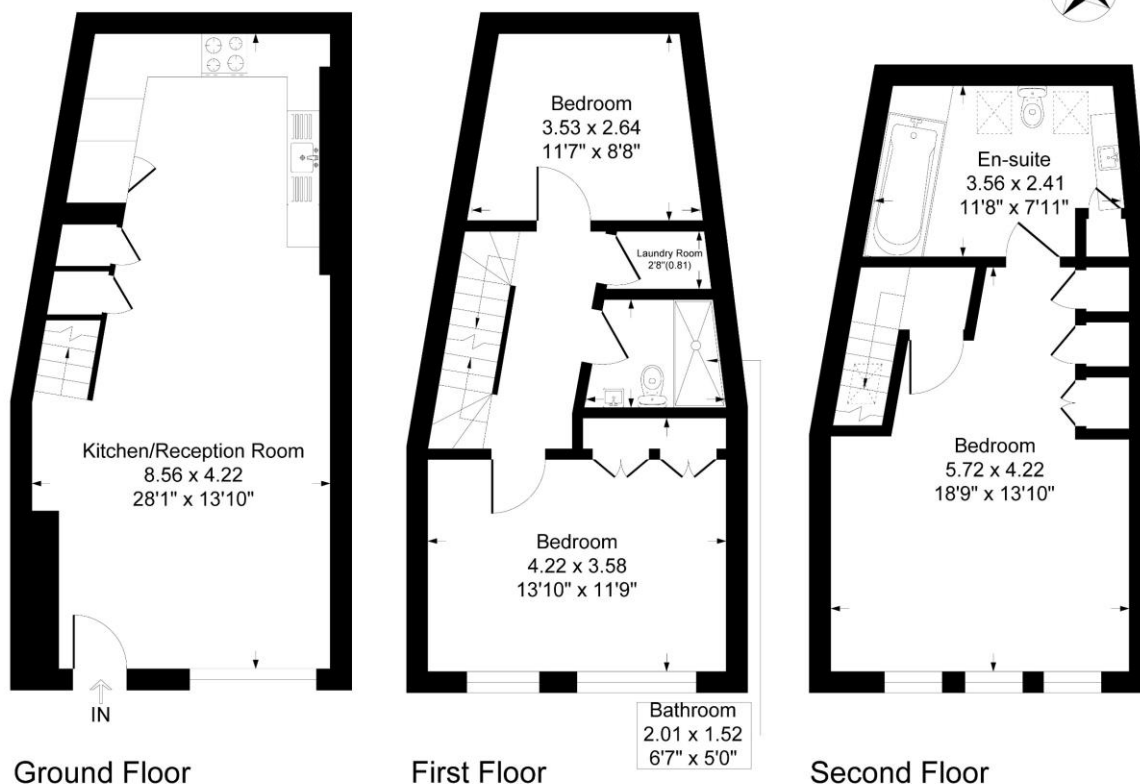 Kitchen/Reception Room
8.56 x 4.22
28'1" x 13'10"
IN
Ground Floor
Bedroom
3.53 x 2.64
11'7" x 8'8"
Laundry Room
2'8"(0.81)
Bedroom
4.22 x 3.58
13'10" x 11'9"
Bathroom
2.01 x 1.52
6'7" x 5'0"
First Floor
En-suite
3.56 x 2.41
11'8" x 7'11"
Bedroom
5.72 x 4.22
18'9" x 13'10"
Second Floor